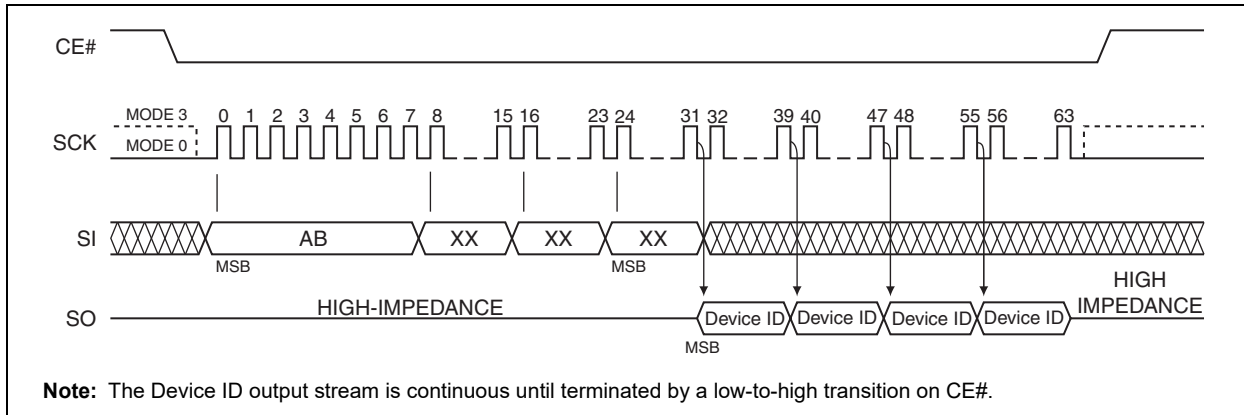 CE#
MODE 3 0 1 2 3 4 5 6 7 8 15 16 23 24 31 32 39 40 47 48 55 56 63
SCK MODE 0
SI AB XX XX XX
MSB MSB
HIGH
HIGH-IMPEDANCE IMPEDANCE
SO Device ID Device ID Device ID Device ID
MSB
Note: The Device ID output stream is continuous until terminated by a low-to-high transition on CE#.